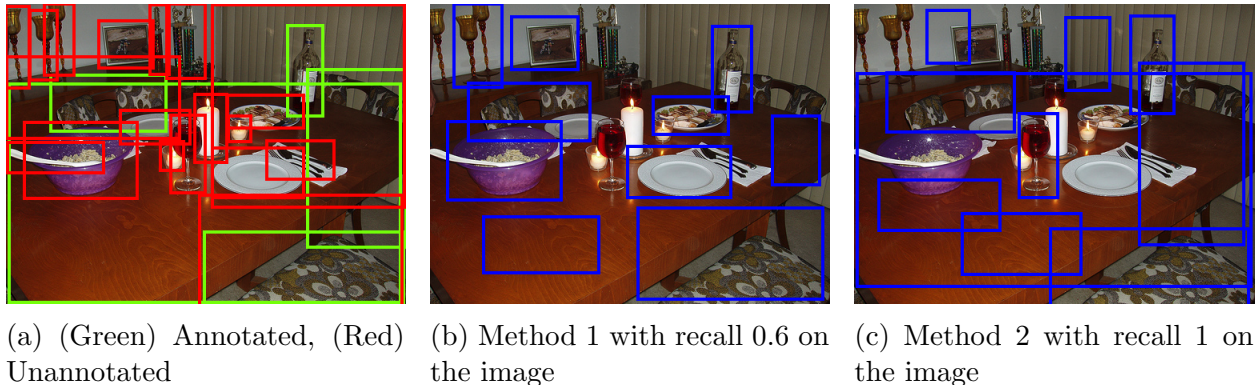 (a) (Green) Annotated, (Red)
Unannotated
(b) Method 1 with recall 0.6 on
the image
(c) Method 2 with recall 1 on
the image